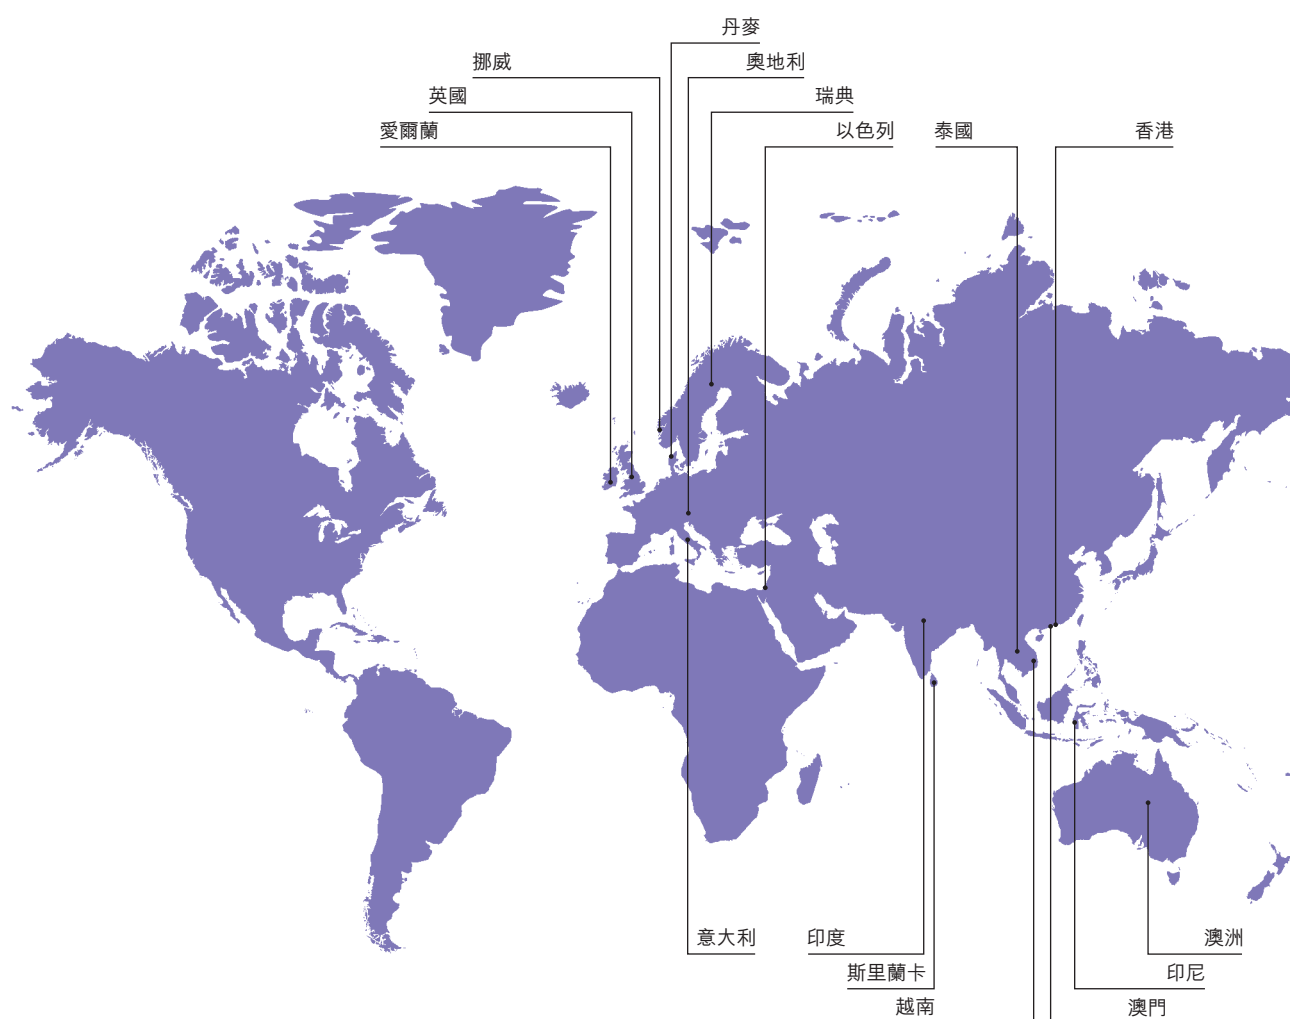 丹麥
挪威
奧地利
英國
瑞典
愛爾蘭
以色列
泰國
香港
意大利
印度
澳洲
斯里蘭卡
印尼
越南
澳門